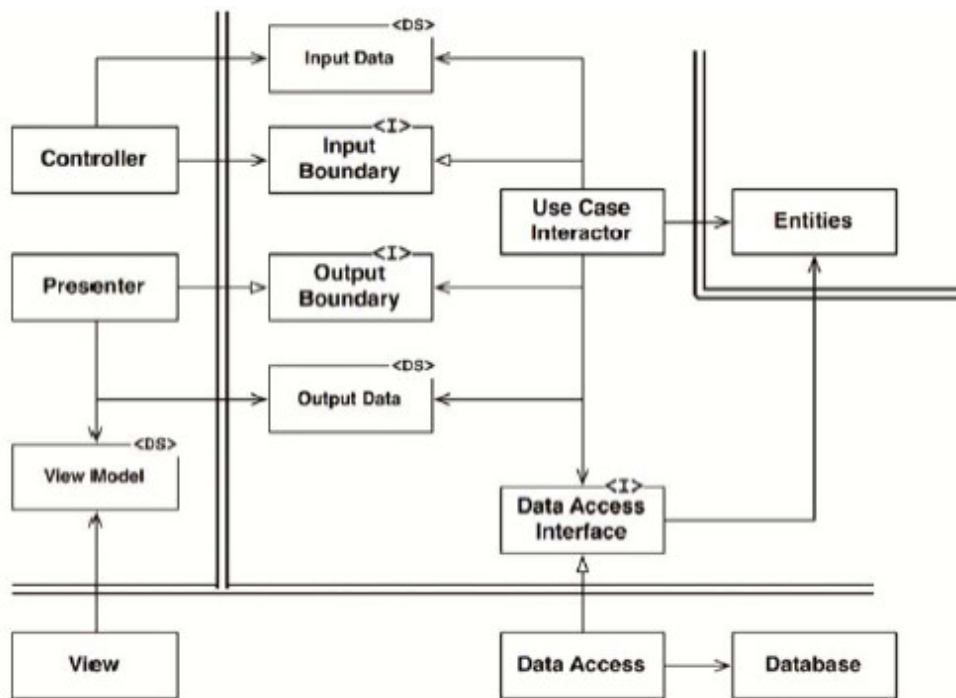 <DS>
Input Data
Controller
<I>
Input
Boundary
Use Case
Interactor
Entities
Presenter
<I>
Output
Boundary
<DS>
Output Data
<DS>
View Model
<I>
Data Access
Interface
View
Data Access
Database